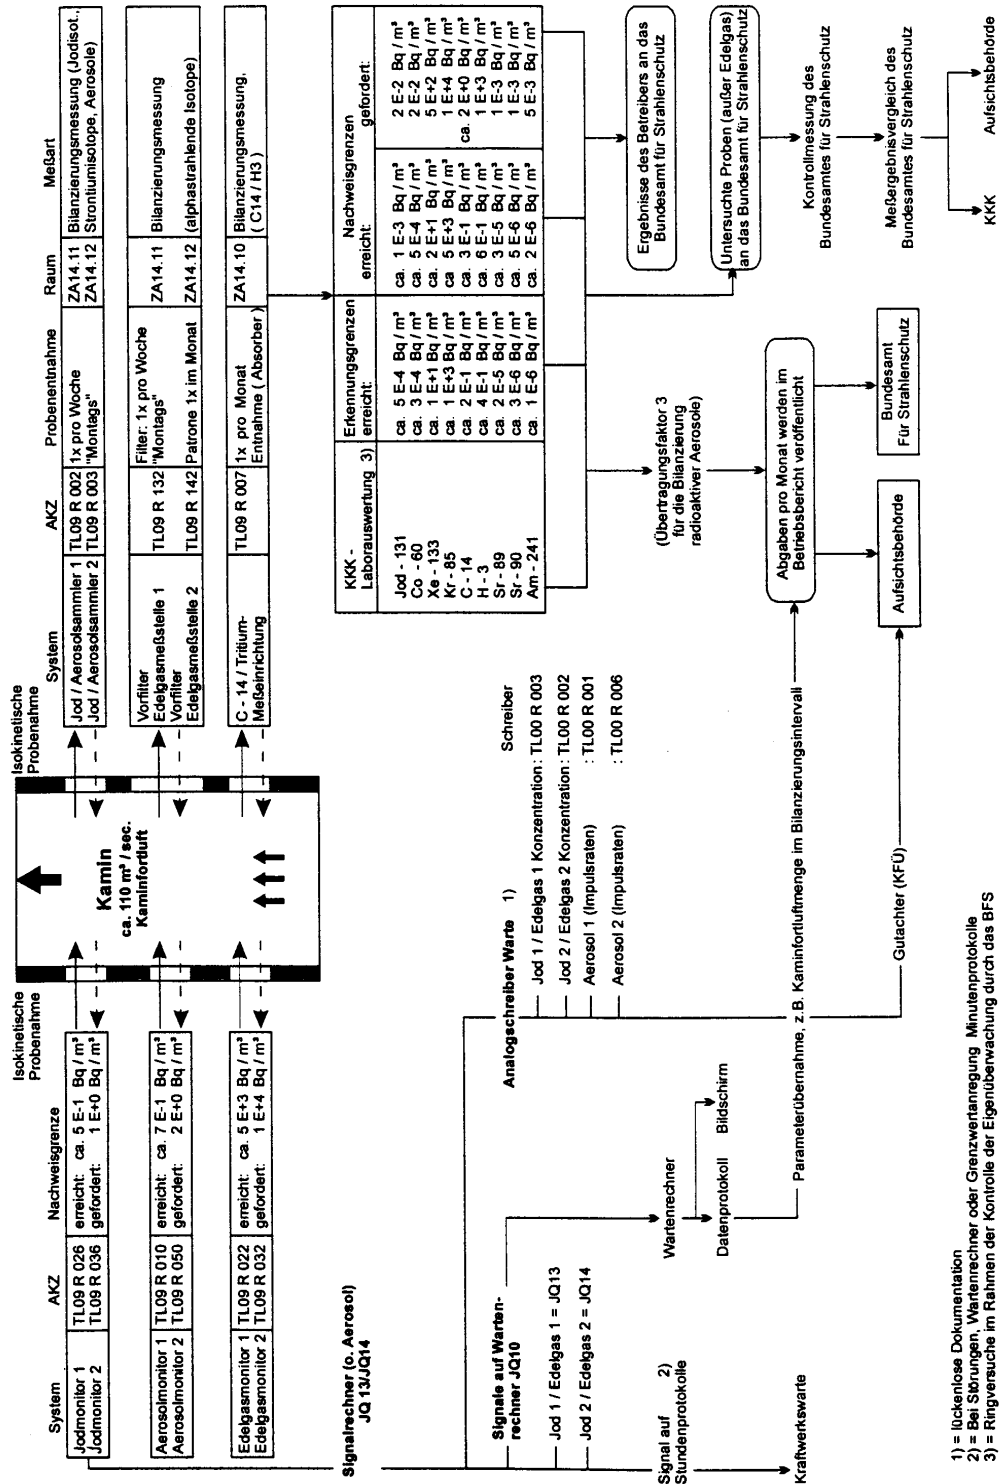 Isokinetische
Probenahme
Isokinetische
Probenahme
System
AKZ
Nachweisgrenze
Jodmonitor 1
Jodmonitor 2
TL09 R 026
TL09 R 036
erreicht: ca. 5 E-1 Bq / m³
gefordert: 1 E+0 Bq / m³
Aerosolmonitor 1
Aerosolmonitor 2
TL09 R 010
TL09 R 050
erreicht: ca. 7 E-1 Bq / m³
gefordert: 2 E+0 Bq / m³
Edelgasmonitor 1
Edelgasmonitor 2
TL09 R 022
TL09 R 032
erreicht: ca. 5 E+3 Bq / m³
gefordert: 1 E+4 Bq / m³
Kamin
ca. 110 m³ / sec.
Kaminfortluft
System
AKZ
Probenentnahme
Raum
Meßart
Jod / Aerosolsammler 1
Jod / Aerosolsammler 2
TL09 R 002
TL09 R 003
1x pro Woche
"Montags"
ZA14.11
ZA14.12
Bilanzierungsmessung (Jodisot.,
Strontiumisotope, Aerosole)
Vorfilter
Edelgasmeßstelle 1
Vorfilter
Edelgasmeßstelle 2
TL09 R 132
TL09 R 142
Filter: 1x pro Woche
"Montags"
Patrone 1x im Monat
ZA14.11
ZA14.12
Bilanzierungsmessung
(alphastrahlende Isotope)
C - 14 / Tritium-
Meßeinrichtung
TL09 R 007
1x pro Monat
Entnahme ( Absorber )
ZA14.10
Bilanzierungsmessung,
( C14 / H3 )
Signalrechner (o. Aerosol)
JQ 13/JQ14
Signale auf Warten-
rechner JQ10
Jod 1 / Edelgas 1 = JQ13
Jod 2 / Edelgas 2 = JQ14
Signal auf 2)
Stundenprotokolle
Kraftwerkswarte
Wartenrechner
Datenprotokoll
Bildschirm
Analogschreiber Warte 1)
Schreiber
Jod 1 / Edelgas 1 Konzentration : TL00 R 003
Jod 2 / Edelgas 2 Konzentration : TL00 R 002
Aerosol 1 (Impulsraten) : TL00 R 001
Aerosol 2 (Impulsraten) : TL00 R 006
Parameterübernahme, z.B. Kaminfortluftmenge im Bilanzierungsintervall
Gutachter (KFÜ)
KKK - Laborauswertung 3)
Erkennungsgrenzen erreicht:
Nachweisgrenzen
erreicht: gefordert:
Jod - 131 ca. 5 E-4 Bq / m³ ca. 1 E-3 Bq / m³ 2 E-2 Bq / m³
Co - 60 ca. 3 E-4 Bq / m³ ca. 5 E-4 Bq / m³ 2 E-2 Bq / m³
Xe - 133 ca. 1 E+1 Bq / m³ ca. 2 E+1 Bq / m³ 5 E+2 Bq / m³
Kr - 85 ca. 1 E+3 Bq / m³ ca. 5 E+3 Bq / m³ 1 E+4 Bq / m³
C - 14 ca. 2 E-1 Bq / m³ ca. 3 E-1 Bq / m³ ca. 2 E+0 Bq / m³
H - 3 ca. 4 E-1 Bq / m³ ca. 6 E-1 Bq / m³ 1 E+3 Bq / m³
Sr - 89 ca. 2 E-5 Bq / m³ ca. 3 E-5 Bq / m³ 1 E-3 Bq / m³
Sr - 90 ca. 3 E-6 Bq / m³ ca. 5 E-6 Bq / m³ 1 E-3 Bq / m³
Am - 241 ca. 1 E-6 Bq / m³ ca. 2 E-6 Bq / m³ 5 E-3 Bq / m³
(Übertragungsfaktor 3
für die Bilanzierung
radioaktiver Aerosole)
Abgaben pro Monat werden im
Betriebsbericht veröffentlicht
Aufsichtsbehörde
Bundesamt
Für Strahlenschutz
Ergebnisse des Betreibers an das
Bundesamt für Strahlenschutz
Untersuchte Proben (außer Edelgas)
an das Bundesamt für Strahlenschutz
Kontrollmessung des
Bundesamtes für Strahlenschutz
Meßergebnisvergleich des
Bundesamtes für Strahlenschutz
KKK
Aufsichtsbehörde
1) = lückenlose Dokumentation
2) = Bei Störungen, Wartenrechner oder Grenzwertanregung Minutenprotokolle
3) = Ringversuche im Rahmen der Kontrolle der Eigenüberwachung durch das BFS